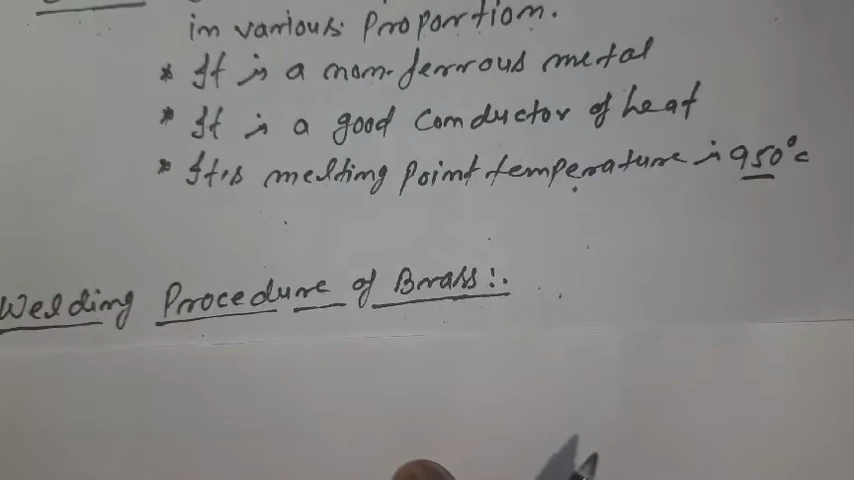 in various proportion.
* It is a non-ferrous metal
* It is a good conductor of heat
* It's melting point temperature is 950°c
Welding Procedure of Brass:.